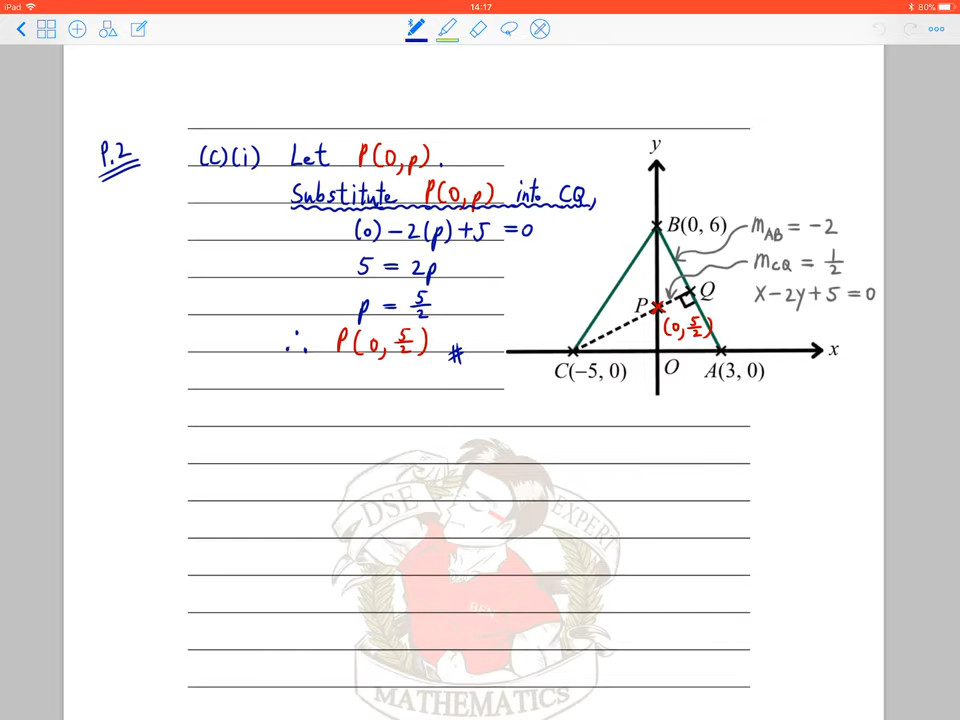 iPad
14:17
80%
P.2
(c)(i) Let P(0,p).
Substitute P(0,p) into CQ,
(0)-2(p)+5=0
5 = 2p
p = 5/2
∴ P(0, 5/2) #
y
B(0, 6)
m_AB = -2
m_CQ = 1/2
x-2y+5=0
Q
P
(0, 5/2)
x
C(−5, 0)
O
A(3, 0)
DSE
EXPERT
BEN
MATHEMATICS